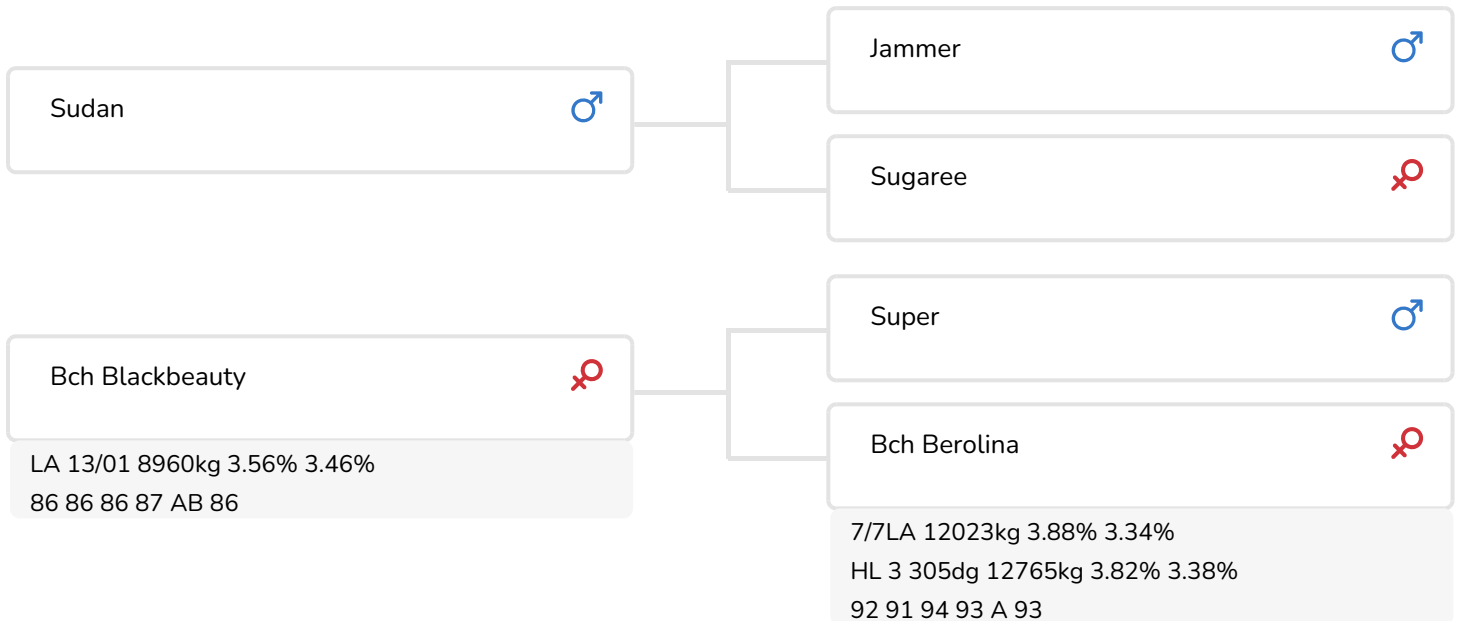 Sudan
Jammer
Sugaree
Bch Blackbeauty
LA 13/01 8960kg 3.56% 3.46%
86 86 86 87 AB 86
Super
Bch Berolina
7/7LA 12023kg 3.88% 3.34%
HL 3 305dg 12765kg 3.82% 3.38%
92 91 94 93 A 93